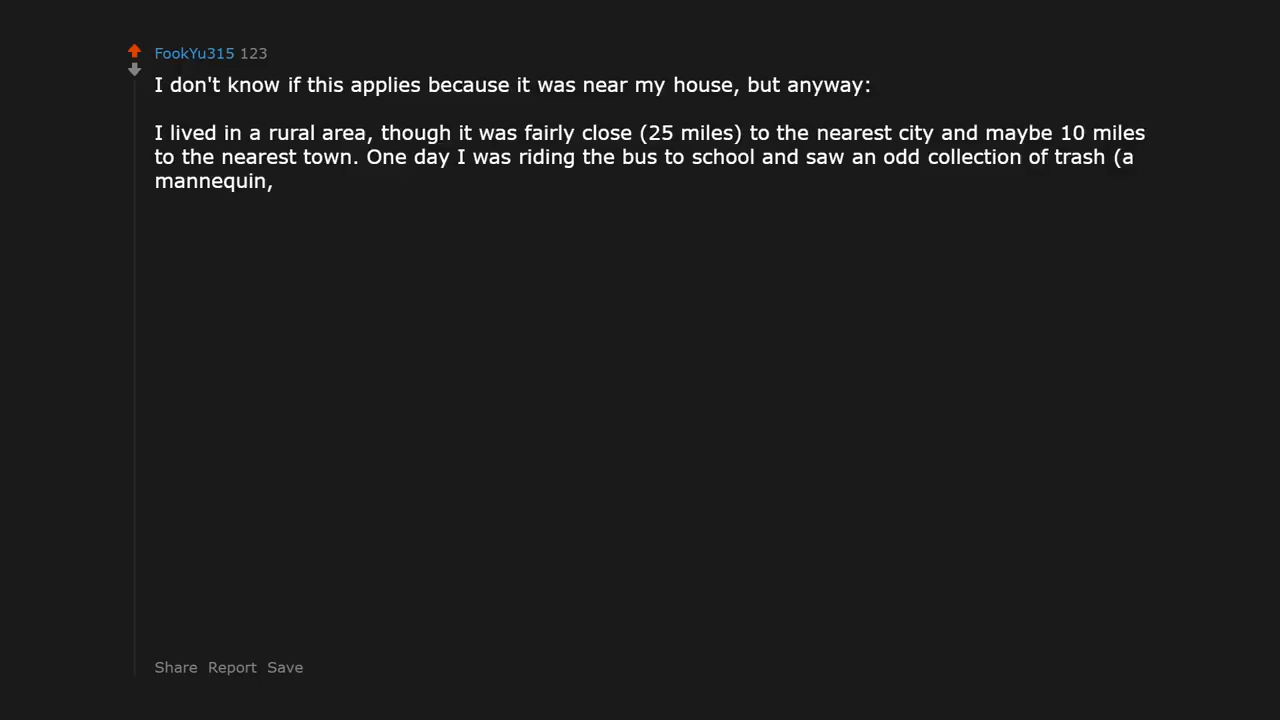 FookYu315 123
I don't know if this applies because it was near my house, but anyway:
I lived in a rural area, though it was fairly close (25 miles) to the nearest city and maybe 10 miles
to the nearest town. One day I was riding the bus to school and saw an odd collection of trash (a
mannequin,
Share Report Save